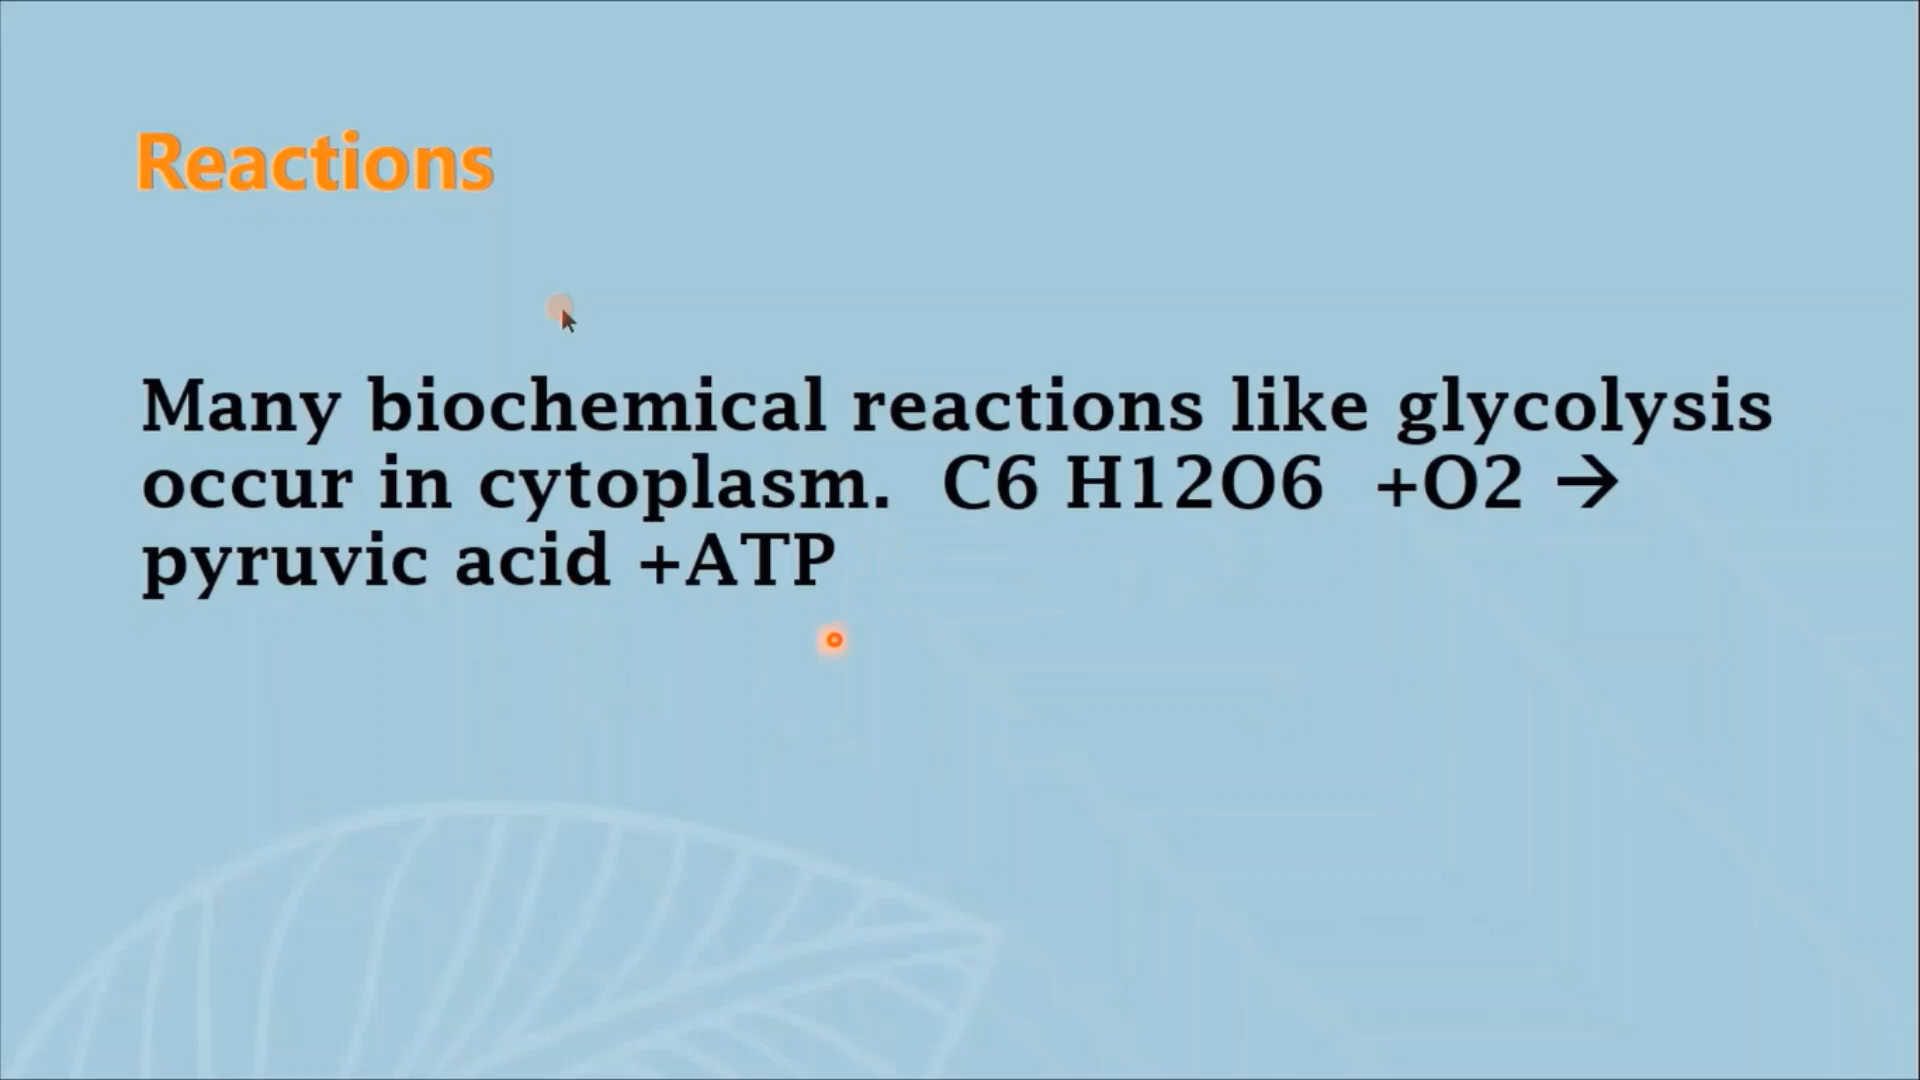 Reactions
Many biochemical reactions like glycolysis
occur in cytoplasm.  C6 H12O6  +O2 →
pyruvic acid +ATP